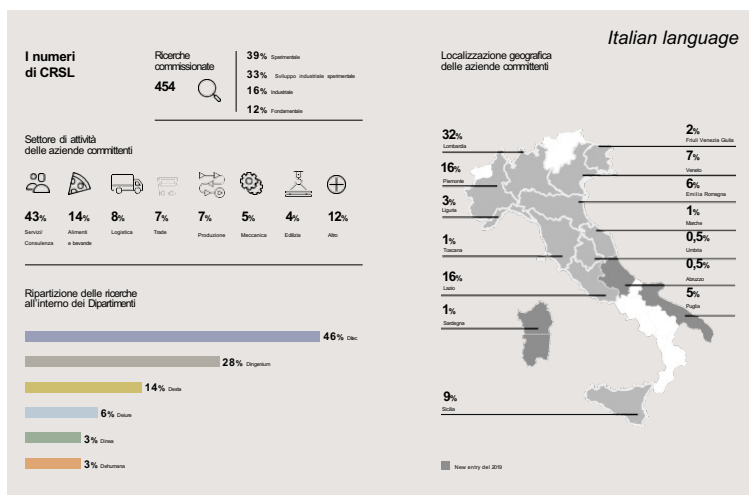 Italian language
I numeri
di CRSL
Ricerche
commissionate
454
39% Sperimentale
33% Sviluppo industriale sperimentale
16% Industriale
12% Fondamentale
Settore di attività
delle aziende committenti
43%
Servizi/
Consulenza
14%
Alimenti
e bevande
8%
Logistica
7%
Trade
7%
Produzione
5%
Meccanica
4%
Edilizia
12%
Altro
Ripartizione delle ricerche
all'interno dei Dipartimenti
46% Disc
28% Dingenium
14% Desta
6% Deiure
3% Dinea
3% Dehumana
Localizzazione geografica
delle aziende committenti
32%
Lombardia
16%
Piemonte
3%
Liguria
1%
Toscana
16%
Lazio
1%
Sardegna
9%
Sicilia
2%
Friuli Venezia Giulia
7%
Veneto
6%
Emilia Romagna
1%
Marche
0,5%
Umbria
0,5%
Abruzzo
5%
Puglia
New entry del 2019